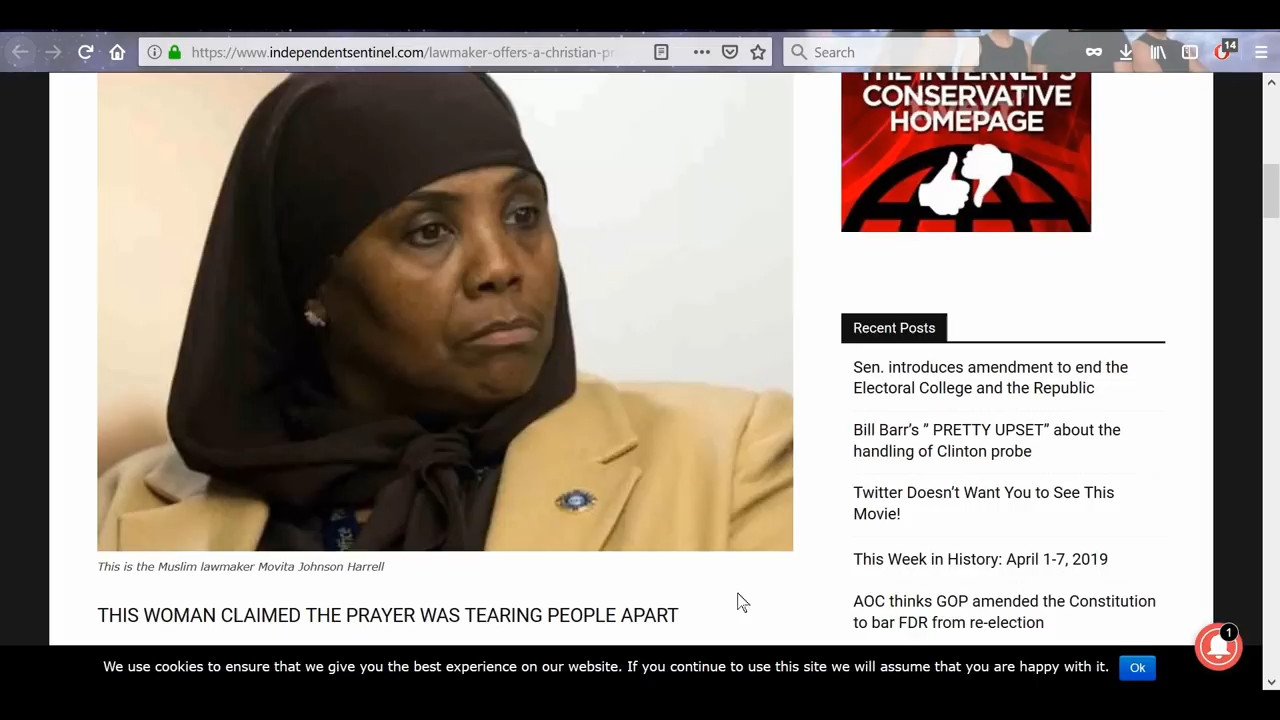 https://www.independentsentinel.com/lawmaker-offers-a-christian-pr
Search
14
THE INTERNET'S
CONSERVATIVE
HOMEPAGE
Recent Posts
Sen. introduces amendment to end the
Electoral College and the Republic
Bill Barr's " PRETTY UPSET" about the
handling of Clinton probe
Twitter Doesn't Want You to See This
Movie!
This Week in History: April 1-7, 2019
AOC thinks GOP amended the Constitution
to bar FDR from re-election
This is the Muslim lawmaker Movita Johnson Harrell
THIS WOMAN CLAIMED THE PRAYER WAS TEARING PEOPLE APART
1
We use cookies to ensure that we give you the best experience on our website. If you continue to use this site we will assume that you are happy with it.
Ok